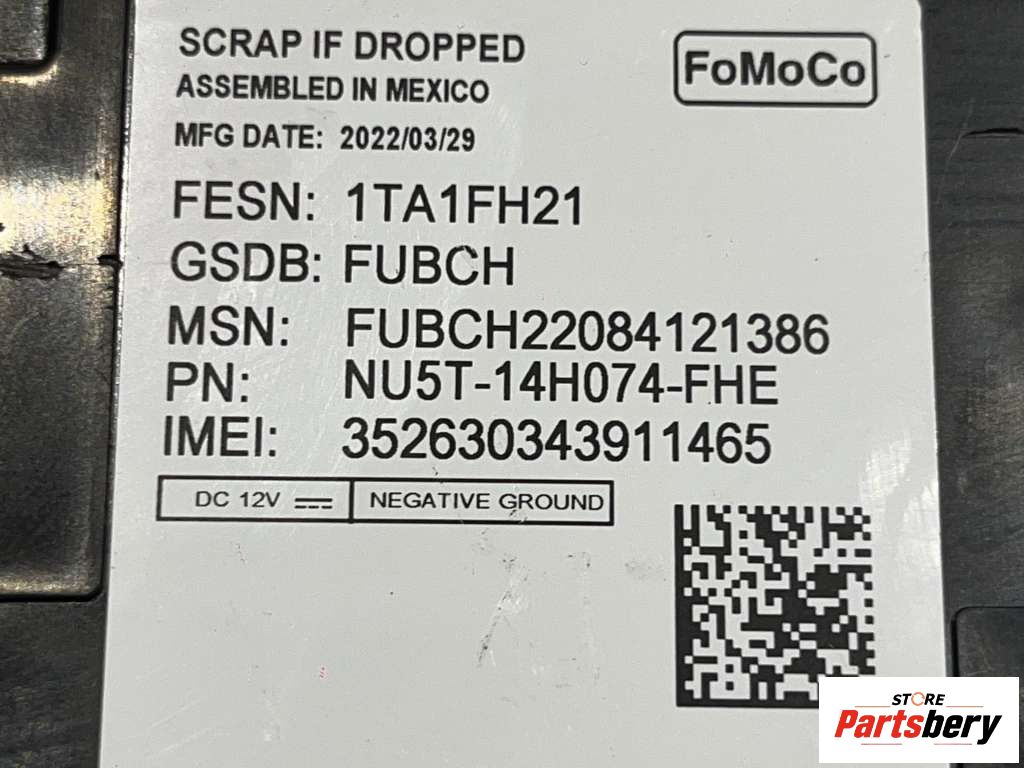 SCRAP IF DROPPED
FoMoCo
ASSEMBLED IN MEXICO
MFG DATE: 2022/03/29
FESN: 1TA1FH21
GSDB: FUBCH
MSN: FUBCH22084121386
PN: NU5T-14H074-FHE
IMEI: 352630343911465
DC 12V NEGATIVE GROUND
STORE
Partsbery